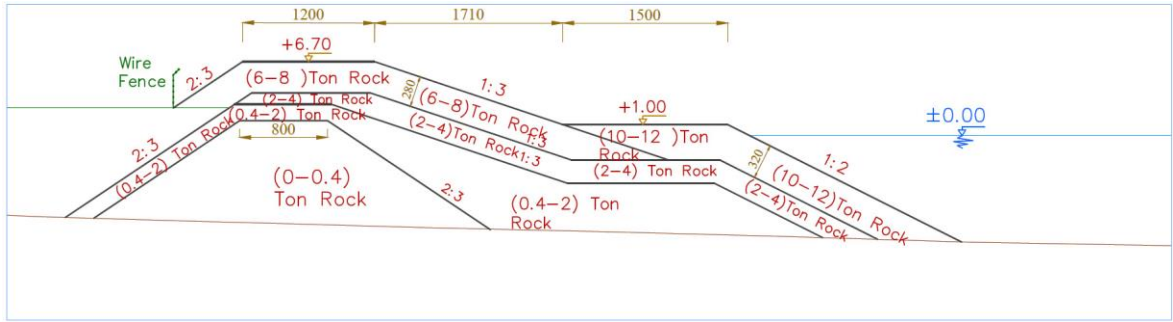 1200
1710
1500
+6.70
Wire
Fence
2:3
(6-8 )Ton Rock
280
1:3
(6-8)Ton Rock
+1.00
±0.00
(2-4) Ton Rock
(0.4-2) Ton Rock
(2-4)Ton Rock
1:3
1:3
(10-12 )Ton
Rock
2:3
(0.4-2) Ton Rock
800
(2-4) Ton Rock
320
1:2
(10-12)Ton Rock
(0-0.4)
Ton Rock
2:3
(0.4-2) Ton
Rock
(2-4)Ton Rock